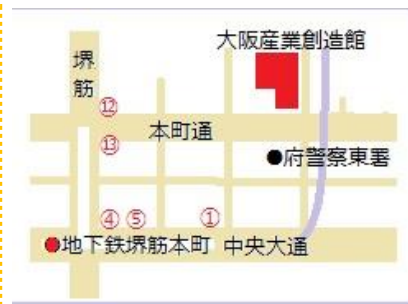 大阪産業創造館
堺筋
⑫
本町通
⑬
●府警察東署
④ ⑤ ①
●地下鉄堺筋本町 中央大通